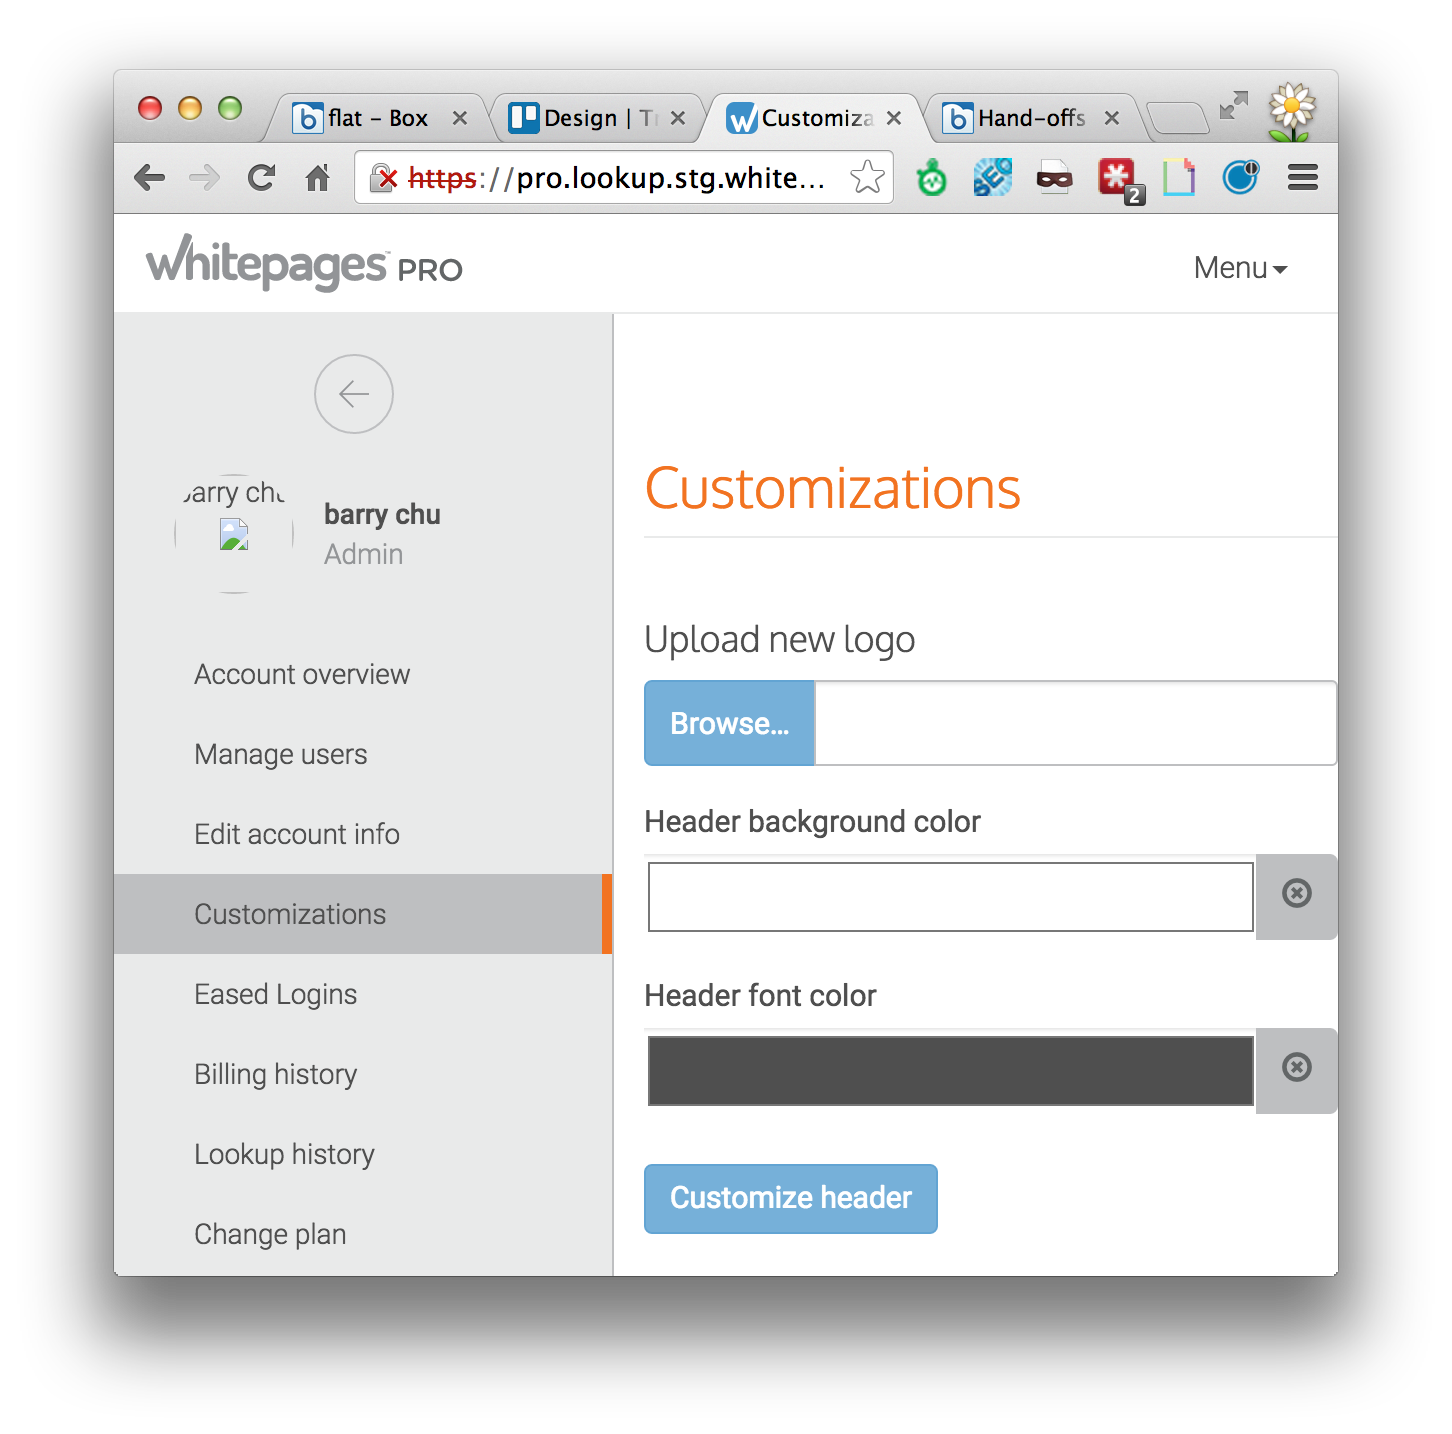 flat - Box
Design | Tr
Customiza
Hand-offs
https://pro.lookup.stg.white...
2
whitepages™ PRO
Menu
barry chu
barry chu
Admin
Customizations
Upload new logo
Browse...
Account overview
Manage users
Edit account info
Customizations
Eased Logins
Billing history
Lookup history
Change plan
Header background color
Header font color
Customize header